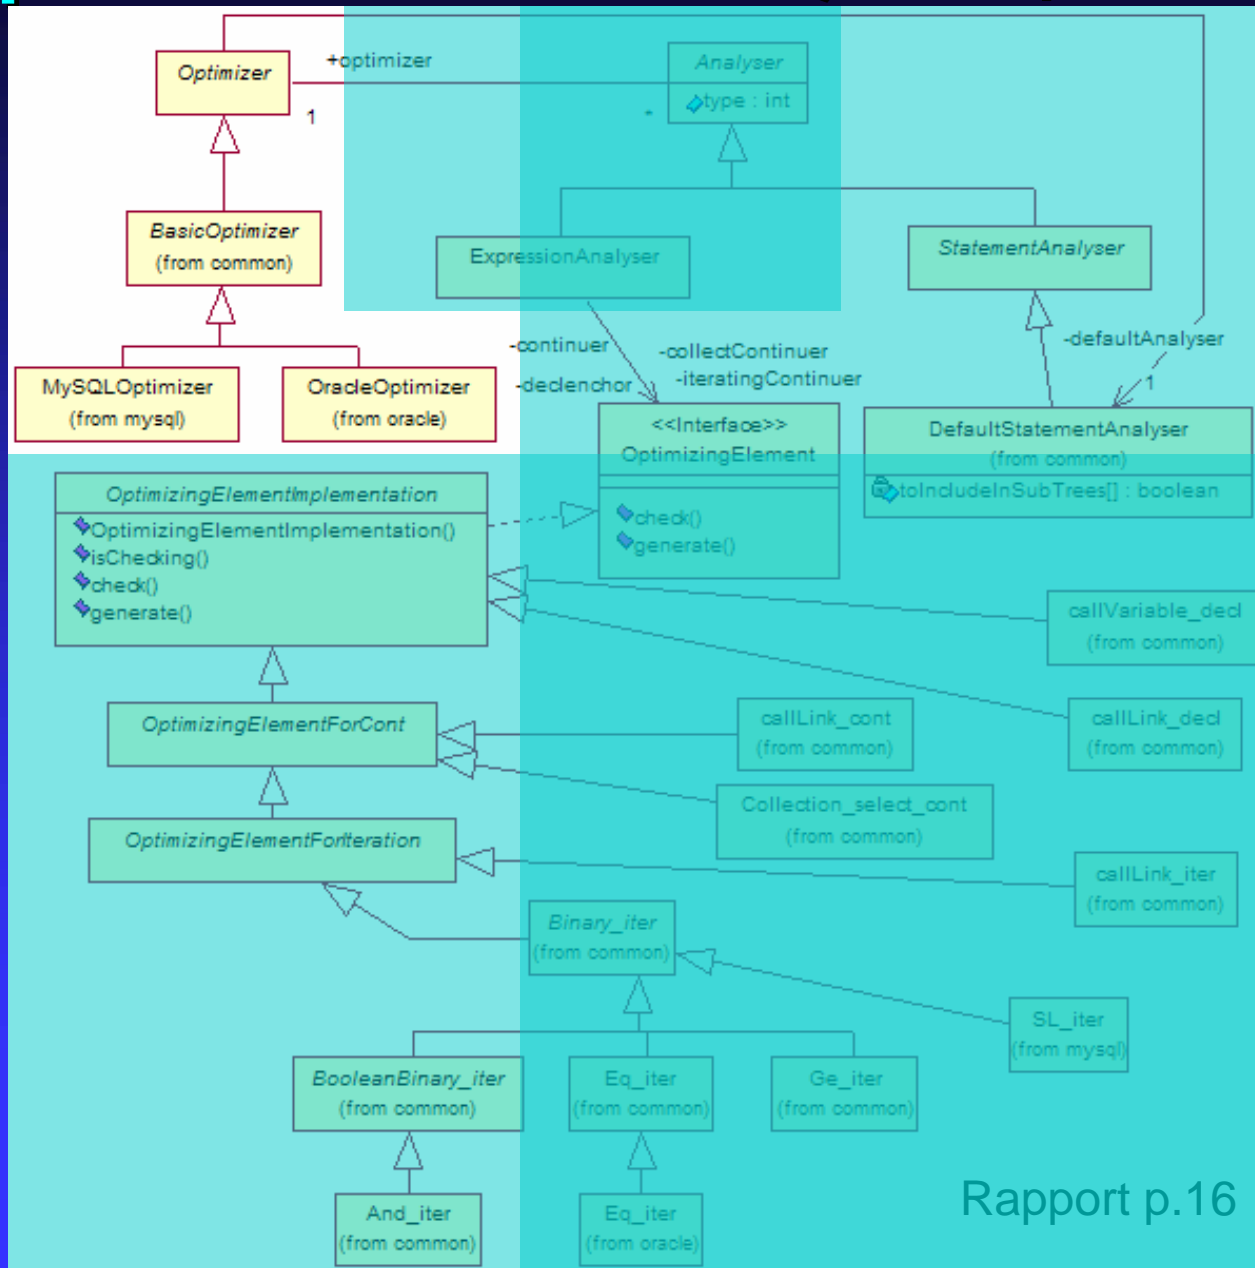 Optimizer
+optimizer
1
*
Analyser
type : int
BasicOptimizer
(from common)
ExpressionAnalyser
StatementAnalyser
MySQLOptimizer
(from mysql)
OracleOptimizer
(from oracle)
-continuer
-declenchor
-collectContinuer
-iteratingContinuer
-defaultAnalyser
1
<<Interface>>
OptimizingElement
check()
generate()
DefaultStatementAnalyser
(from common)
toIncludeInSubTrees[] : boolean
OptimizingElementImplementation
OptimizingElementImplementation()
isChecking()
check()
generate()
callVariable_decl
(from common)
OptimizingElementForCont
callLink_cont
(from common)
callLink_decl
(from common)
Collection_select_cont
(from common)
OptimizingElementForIteration
callLink_iter
(from common)
Binary_iter
(from common)
SL_iter
(from mysql)
BooleanBinary_iter
(from common)
Eq_iter
(from common)
Ge_iter
(from common)
And_iter
(from common)
Eq_iter
(from oracle)
Rapport p.16